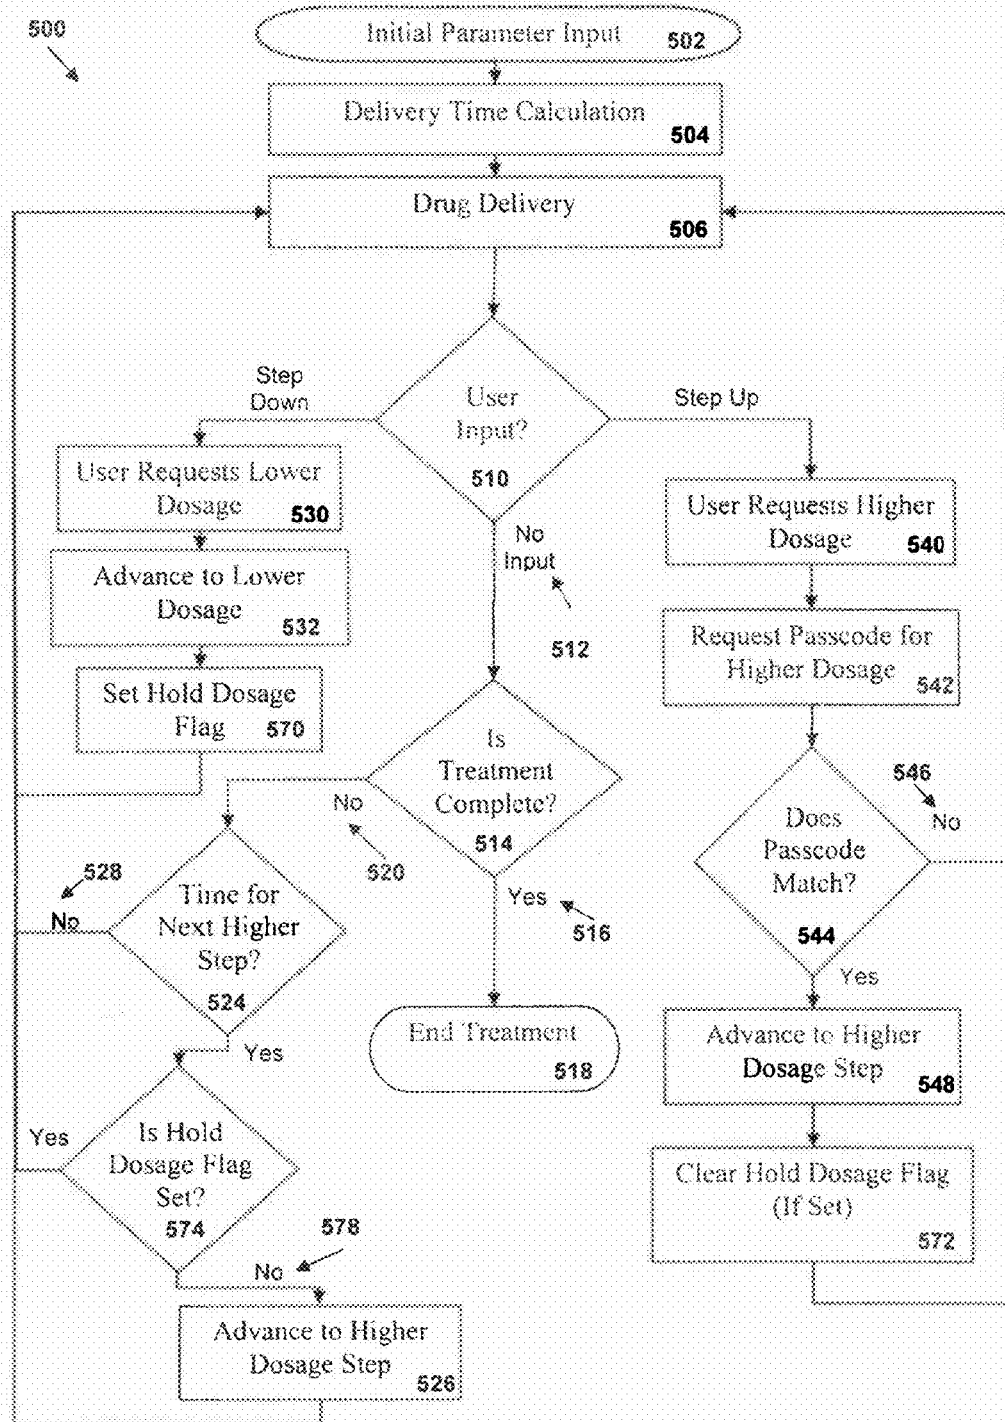 500
Initial Parameter Input
502
Delivery Time Calculation
504
Drug Delivery
506
Step
Down
User
Input?
510
Step Up
User Requests Lower
Dosage
530
Advance to Lower
Dosage
532
Set Hold Dosage
Flag
570
No
Input
512
User Requests Higher
Dosage
540
Request Passcode for
Higher Dosage
542
Is
Treatment
Complete?
514
No
520
Yes
516
End Treatment
518
546
No
Does
Passcode
Match?
544
Yes
528
No
Time for
Next Higher
Step?
524
Yes
Advance to Higher
Dosage Step
548
Yes
Is Hold
Dosage Flag
Set?
574
578
No
Clear Hold Dosage Flag
(If Set)
572
Advance to Higher
Dosage Step
526